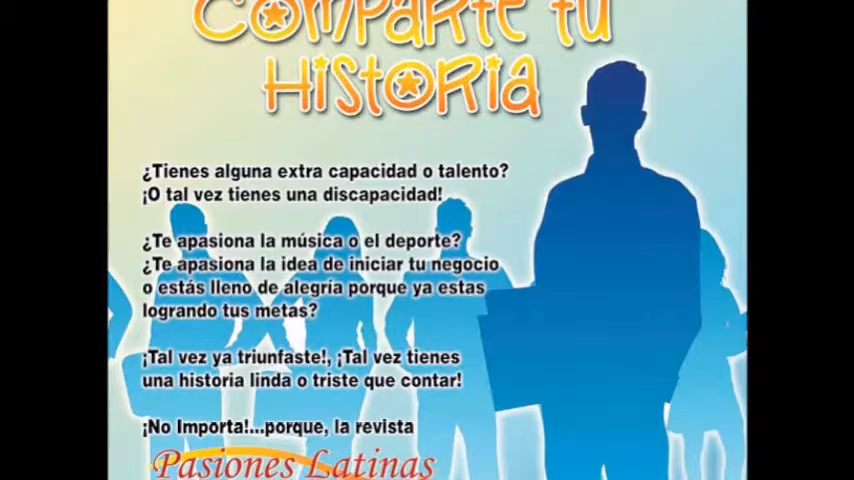 Comparte tu
Historia
¿Tienes alguna extra capacidad o talento?
¡O tal vez tienes una discapacidad!
¿Te apasiona la música o el deporte?
¿Te apasiona la idea de iniciar tu negocio
o estás lleno de alegría porque ya estas
logrando tus metas?
¡Tal vez ya triunfaste!, ¡Tal vez tienes
una historia linda o triste que contar!
¡No Importa!...porque, la revista
Pasiones Latinas